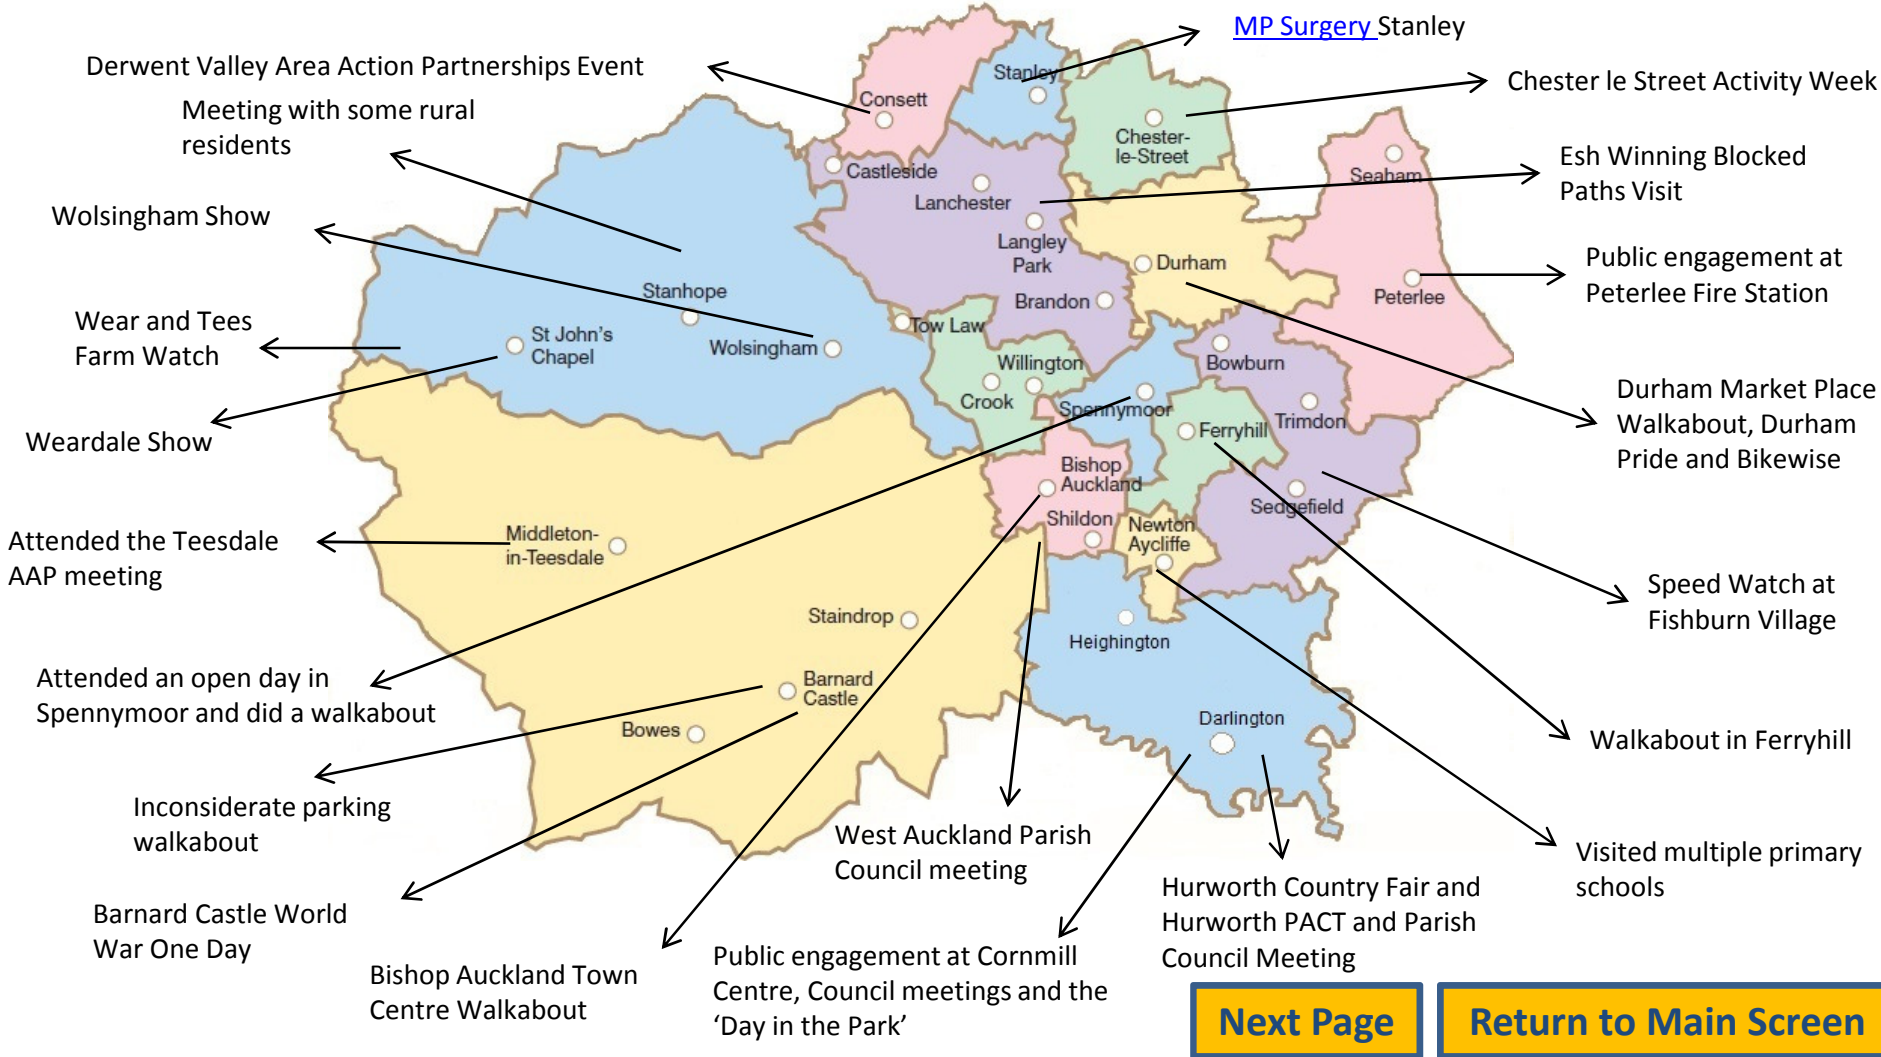 MP Surgery Stanley
Derwent Valley Area Action Partnerships Event
Chester le Street Activity Week
Meeting with some rural
residents
Esh Winning Blocked
Paths Visit
Wolsingham Show
Public engagement at
Peterlee Fire Station
Wear and Tees
Farm Watch
Durham Market Place
Walkabout, Durham
Pride and Bikewise
Weardale Show
Attended the Teesdale
AAP meeting
Speed Watch at
Fishburn Village
Attended an open day in
Spennymoor and did a walkabout
Walkabout in Ferryhill
Inconsiderate parking
walkabout
West Auckland Parish
Council meeting
Visited multiple primary
schools
Barnard Castle World
War One Day
Hurworth Country Fair and
Hurworth PACT and Parish
Council Meeting
Bishop Auckland Town
Centre Walkabout
Public engagement at Cornmill
Centre, Council meetings and the
‘Day in the Park’
Next Page
Return to Main Screen
Stanley
Consett
Chester-
le-Street
Castleside
Lanchester
Seaham
Langley
Park
Durham
Peterlee
Brandon
Stanhope
Tow Law
St John's
Chapel
Wolsingham
Willington
Crook
Bowburn
Spennymoor
Trimdon
Ferryhill
Bishop
Auckland
Sedgefield
Shildon
Newton
Aycliffe
Middleton-
in-Teesdale
Staindrop
Heighington
Barnard
Castle
Bowes
Darlington